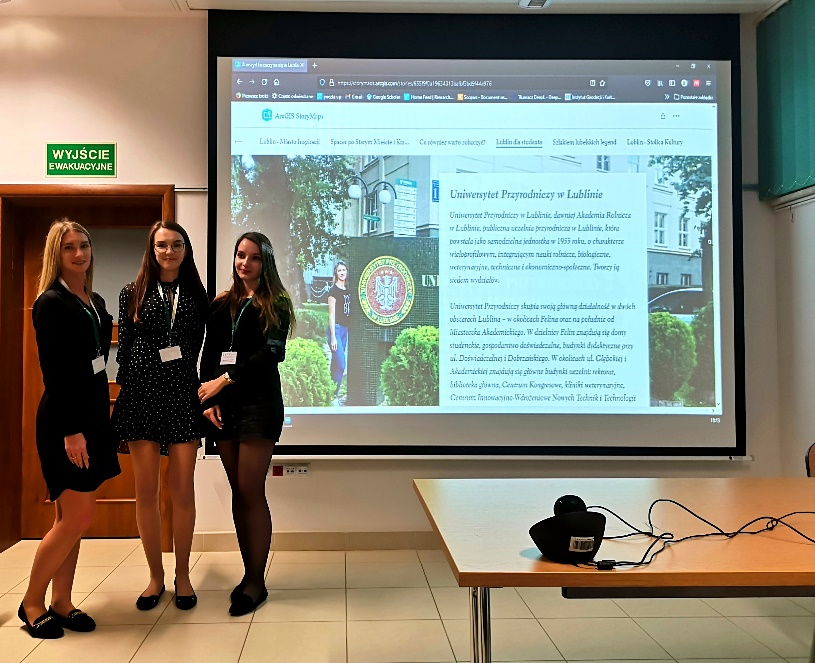 WYJŚCIE
EWAKUACYJNE
ArcGIS StoryMaps
Lublin - Miasto Inspiracji
Spacer po Starym Mieście i
Co również warto zobaczyć?
Lublin dla studenta
Szlakiem lubelskich legend
Lublin - Stolica Kultury
Uniwersytet Przyrodniczy w Lublinie
Uniwersytet Przyrodniczy w Lublinie, dawniej Akademia Rolnicza
w Lublinie, publiczna uczelnia przyrodnicza w Lublinie, która
powstała jako samodzielna jednostka w 1955 roku, o charakterze
wieloprofilowym, integrującym nauki rolnicze, biologiczne,
weterynaryjne, techniczne i ekonomiczno-społeczne. Tworzy ją
siedem wydziałów.
Uniwersytet Przyrodniczy skupia swoją główną działalność w dwóch
obszarach Lublina – w okolicach Felina oraz na południe od
Miasteczka Akademickiego. W dzielnicy Felin znajdują się domy
studenckie, gospodarstwo doświadczalne, budynki dydaktyczne przy
ul. Doświadczalnej i Dobrzańskiego. W okolicach ul. Głębokiej i
Akademickiej znajdują się główne budynki uczelni: rektorat,
biblioteka główna, Centrum Kongresowe, kliniki weterynaryjne,
Centrum Innowacyjno-Wdrożeniowe Nowych Technik i Technologii